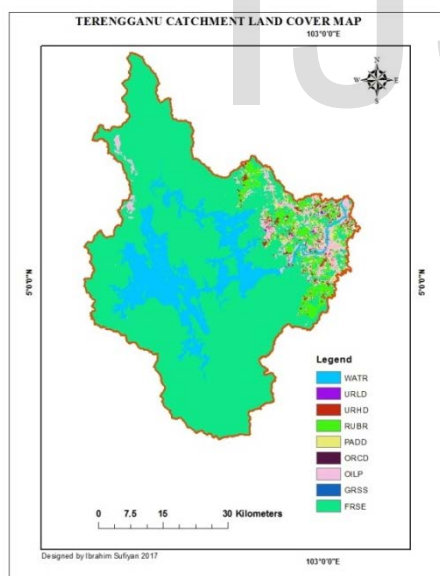 TERENGGANU CATCHMENT LAND COVER MAP
103°0'0"E
N
W E
S
5°0'0"N
5°0'0"N
Legend
WATR
URLD
URHD
RUBR
PADD
ORCD
OILP
GRSS
FRSE
0 7.5 15 30 Kilometers
Designed by Ibrahim Sufiyan 2017
103°0'0"E